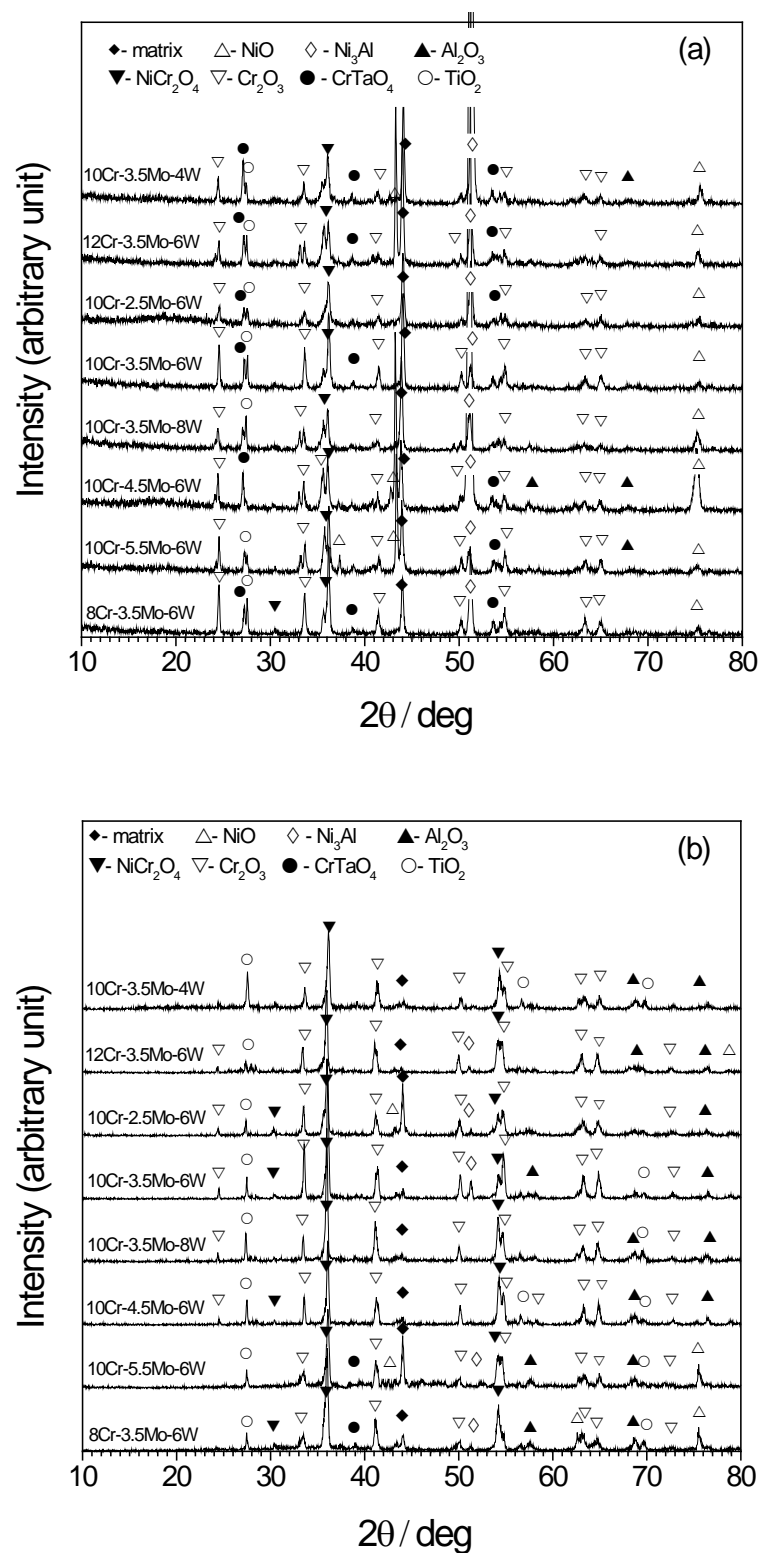 (a)
◆- matrix △- NiO ◇- Ni₃Al ▲- Al₂O₃
▼- NiCr₂O₄ ▽- Cr₂O₃ ●- CrTaO₄ ○- TiO₂
Intensity (arbitrary unit)
10Cr-3.5Mo-4W
12Cr-3.5Mo-6W
10Cr-2.5Mo-6W
10Cr-3.5Mo-6W
10Cr-3.5Mo-8W
10Cr-4.5Mo-6W
10Cr-5.5Mo-6W
8Cr-3.5Mo-6W
10 20 30 40 50 60 70 80
2θ / deg
(b)
◆- matrix △- NiO ◇- Ni₃Al ▲- Al₂O₃
▼- NiCr₂O₄ ▽- Cr₂O₃ ●- CrTaO₄ ○- TiO₂
Intensity (arbitrary unit)
10Cr-3.5Mo-4W
12Cr-3.5Mo-6W
10Cr-2.5Mo-6W
10Cr-3.5Mo-6W
10Cr-3.5Mo-8W
10Cr-4.5Mo-6W
10Cr-5.5Mo-6W
8Cr-3.5Mo-6W
10 20 30 40 50 60 70 80
2θ / deg